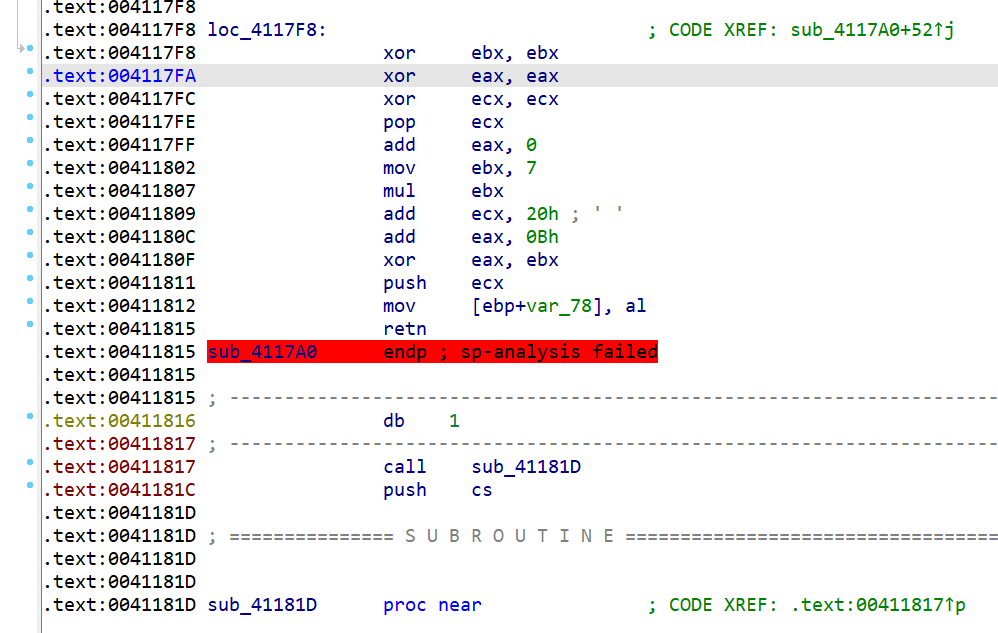 .text:004117F8
.text:004117F8 loc_4117F8: ; CODE XREF: sub_4117A0+52↑j
.text:004117F8 xor ebx, ebx
.text:004117FA xor eax, eax
.text:004117FC xor ecx, ecx
.text:004117FE pop ecx
.text:004117FF add eax, 0
.text:00411802 mov ebx, 7
.text:00411807 mul ebx
.text:00411809 add ecx, 20h ; ' '
.text:0041180C add eax, 0Bh
.text:0041180F xor eax, ebx
.text:00411811 push ecx
.text:00411812 mov [ebp+var_78], al
.text:00411815 retn
.text:00411815 sub_4117A0 endp ; sp-analysis failed
.text:00411815
.text:00411815 ; ----------------------------------------------------------------------
.text:00411816 db 1
.text:00411817 ; ----------------------------------------------------------------------
.text:00411817 call sub_41181D
.text:0041181C push cs
.text:0041181D
.text:0041181D ; =============== S U B R O U T I N E ==================================
.text:0041181D
.text:0041181D
.text:0041181D sub_41181D proc near ; CODE XREF: .text:00411817↑p